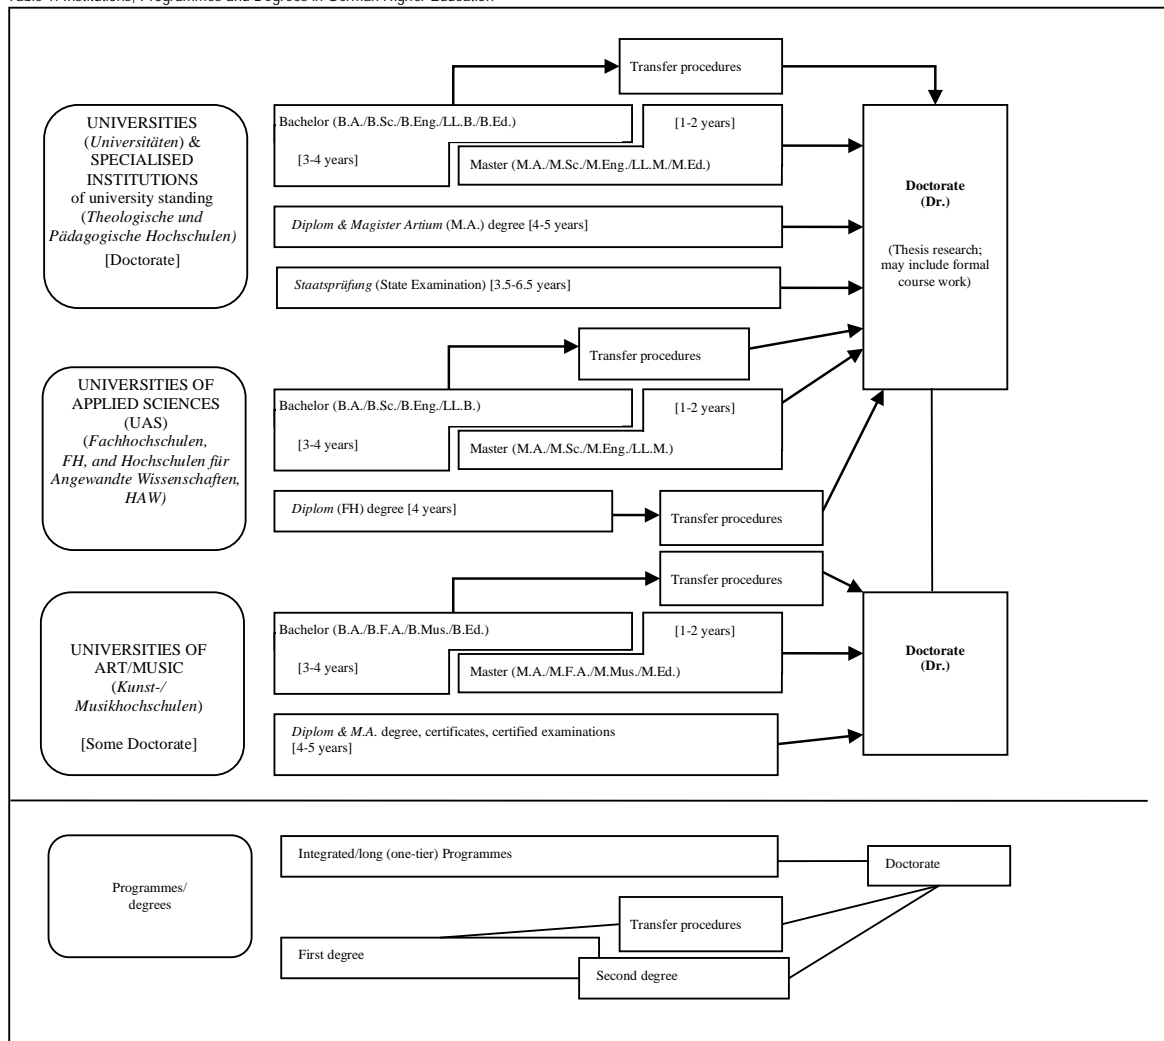 Table 1: Institutions, Programmes and Degrees in German Higher Education
Transfer procedures
UNIVERSITIES
(Universitäten) &
SPECIALISED
INSTITUTIONS
of university standing
(Theologische und
Pädagogische Hochschulen)
[Doctorate]
Bachelor (B.A./B.Sc./B.Eng./LL.B./B.Ed.)
[3-4 years]
[1-2 years]
Master (M.A./M.Sc./M.Eng./LL.M./M.Ed.)
Diplom & Magister Artium (M.A.) degree [4-5 years]
Staatsprüfung (State Examination) [3.5-6.5 years]
Doctorate
(Dr.)
(Thesis research;
may include formal
course work)
Transfer procedures
UNIVERSITIES OF
APPLIED SCIENCES
(UAS)
(Fachhochschulen,
FH, and Hochschulen für
Angewandte Wissenschaften,
HAW)
Bachelor (B.A./B.Sc./B.Eng./LL.B.)
[3-4 years]
[1-2 years]
Master (M.A./M.Sc./M.Eng./LL.M.)
Diplom (FH) degree [4 years]
Transfer procedures
Transfer procedures
UNIVERSITIES OF
ART/MUSIC
(Kunst-/
Musikhochschulen)
[Some Doctorate]
Bachelor (B.A./B.F.A./B.Mus./B.Ed.)
[3-4 years]
[1-2 years]
Master (M.A./M.F.A./M.Mus./M.Ed.)
Diplom & M.A. degree, certificates, certified examinations
[4-5 years]
Doctorate
(Dr.)
Programmes/
degrees
Integrated/long (one-tier) Programmes
Doctorate
Transfer procedures
First degree
Second degree